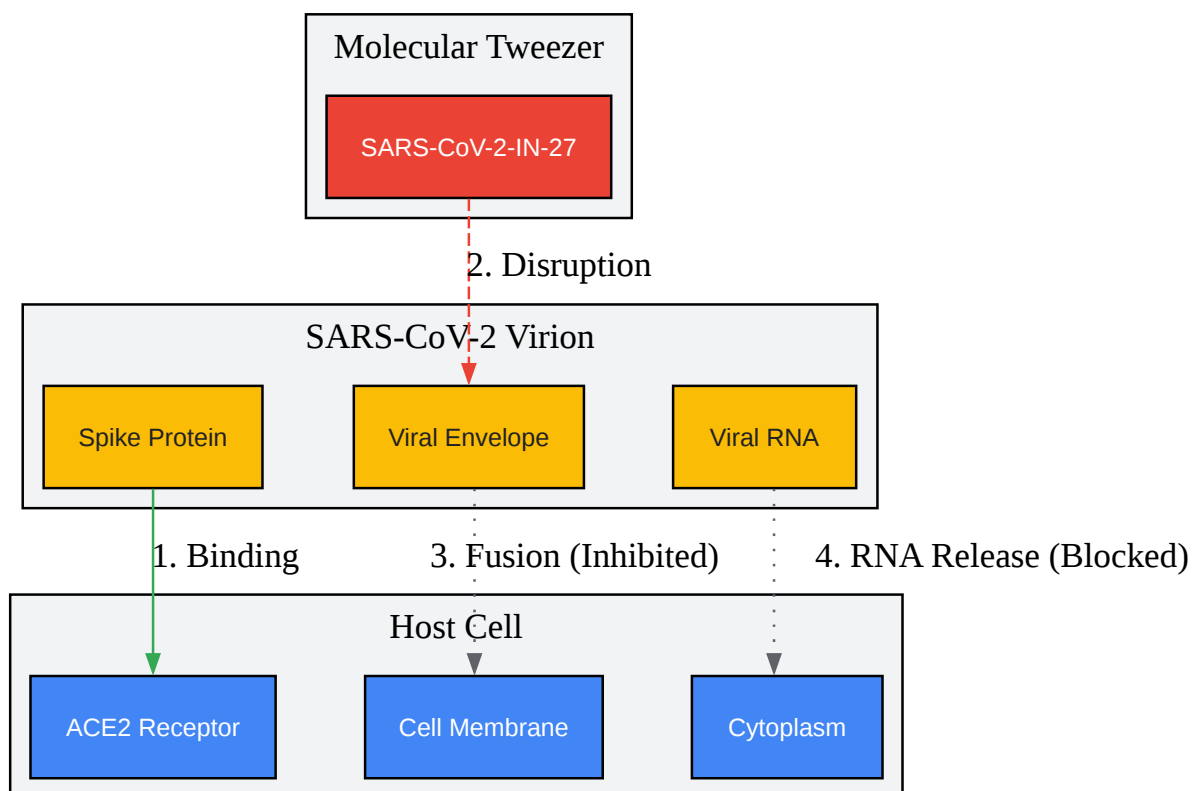 Molecular Tweezer
SARS-CoV-2-IN-27
2. Disruption
SARS-CoV-2 Virion
Spike Protein
Viral Envelope
Viral RNA
1. Binding
3. Fusion (Inhibited)
4. RNA Release (Blocked)
Host Cell
ACE2 Receptor
Cell Membrane
Cytoplasm